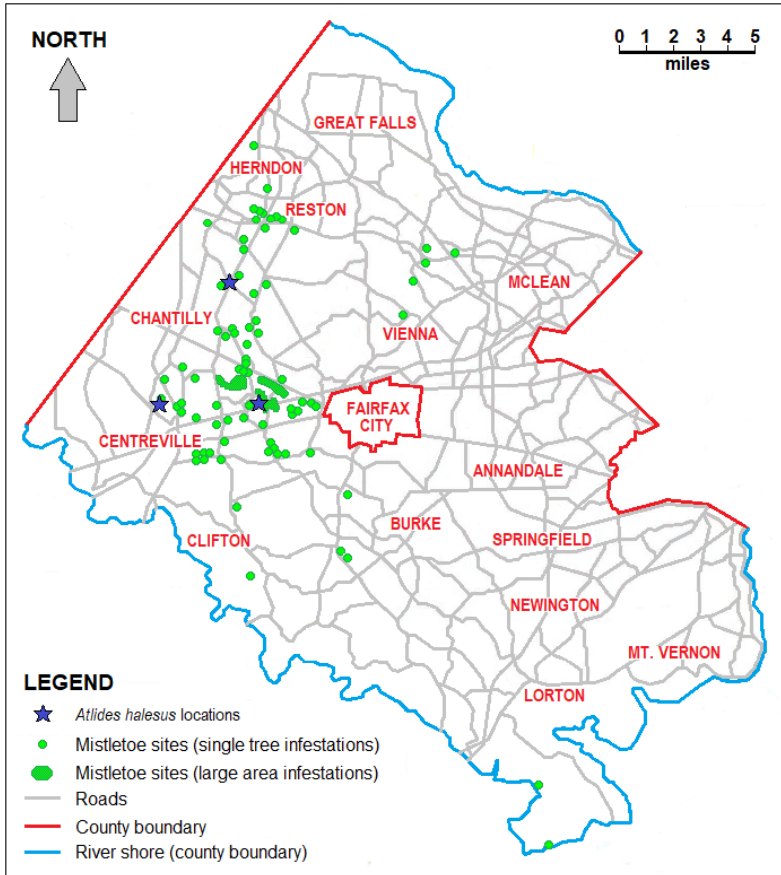 NORTH
0 1 2 3 4 5
miles
GREAT FALLS
HERNDON
RESTON
MCLEAN
CHANTILLY
VIENNA
FAIRFAX
CITY
CENTREVILLE
ANNANDALE
BURKE
CLIFTON
SPRINGFIELD
NEWINGTON
MT. VERNON
LORTON
LEGEND
Atlides halesus locations
Mistletoe sites (single tree infestations)
Mistletoe sites (large area infestations)
Roads
County boundary
River shore (county boundary)